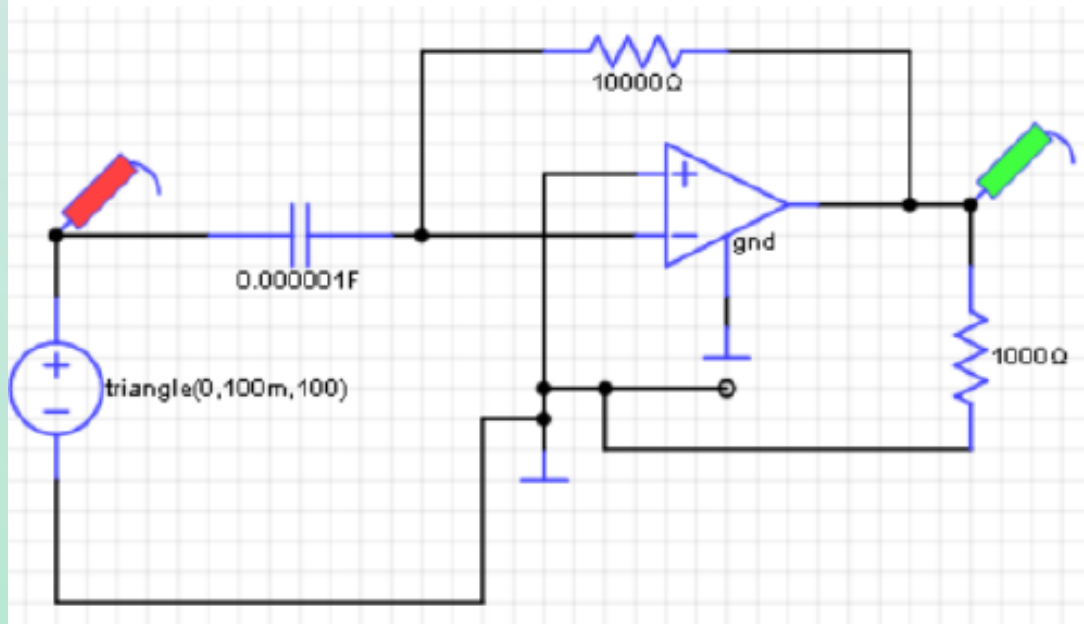 10000Ω
+
−
gnd
0.000001F
1000Ω
+
triangle(0,100m,100)
−